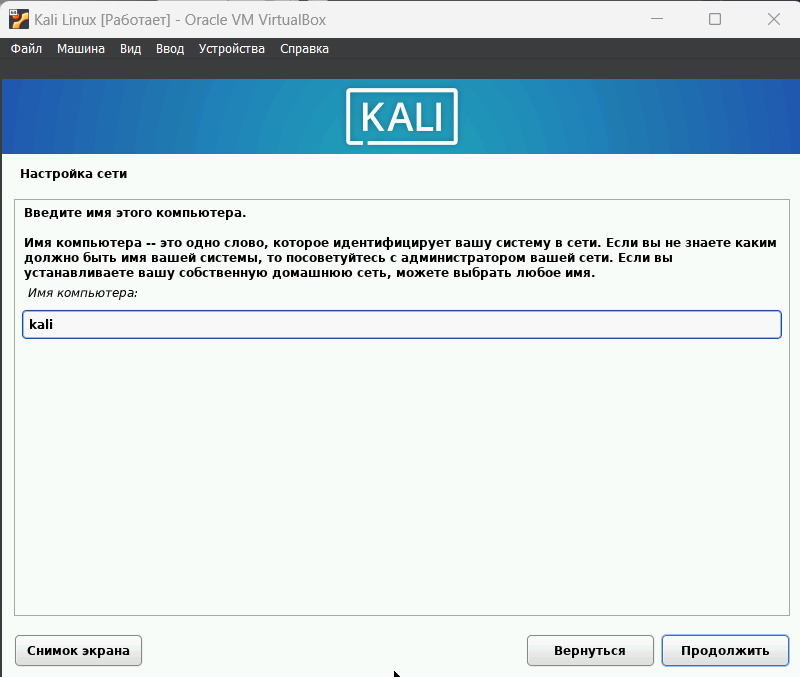 Kali Linux [Работает] - Oracle VM VirtualBox
Файл Машина Вид Ввод Устройства Справка
KALI
Настройка сети
Введите имя этого компьютера.
Имя компьютера -- это одно слово, которое идентифицирует вашу систему в сети. Если вы не знаете каким
должно быть имя вашей системы, то посоветуйтесь с администратором вашей сети. Если вы
устанавливаете вашу собственную домашнюю сеть, можете выбрать любое имя.
Имя компьютера:
kali
Снимок экрана Вернуться Продолжить